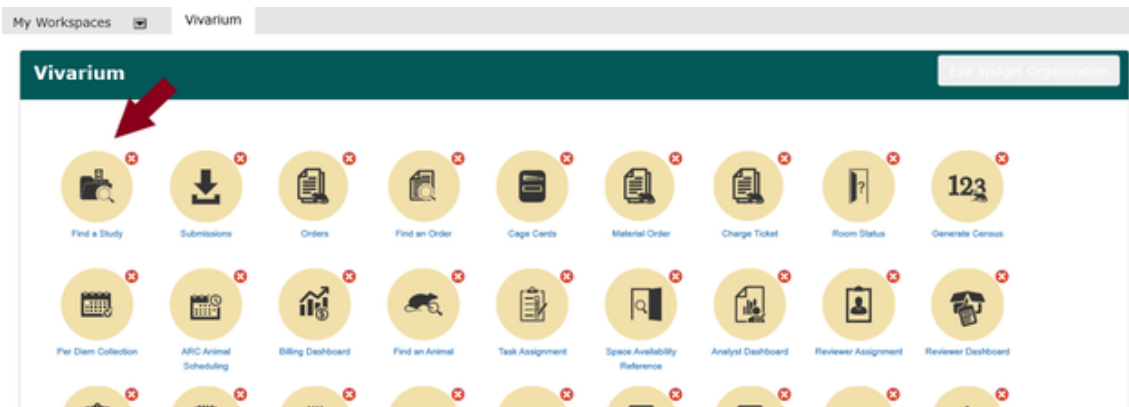 My Workspaces
Vivarium
Vivarium
Exit Widget Organization
Find a Study
Submissions
Orders
Find an Order
Cage Cards
Material Order
Charge Ticket
Room Status
Generate Census
?
123
Per Diem Collection
ARC Animal
Scheduling
Billing Dashboard
Find an Animal
Task Assignment
Space Availability
Reference
Analyst Dashboard
Reviewer Assignment
Reviewer Dashboard
$